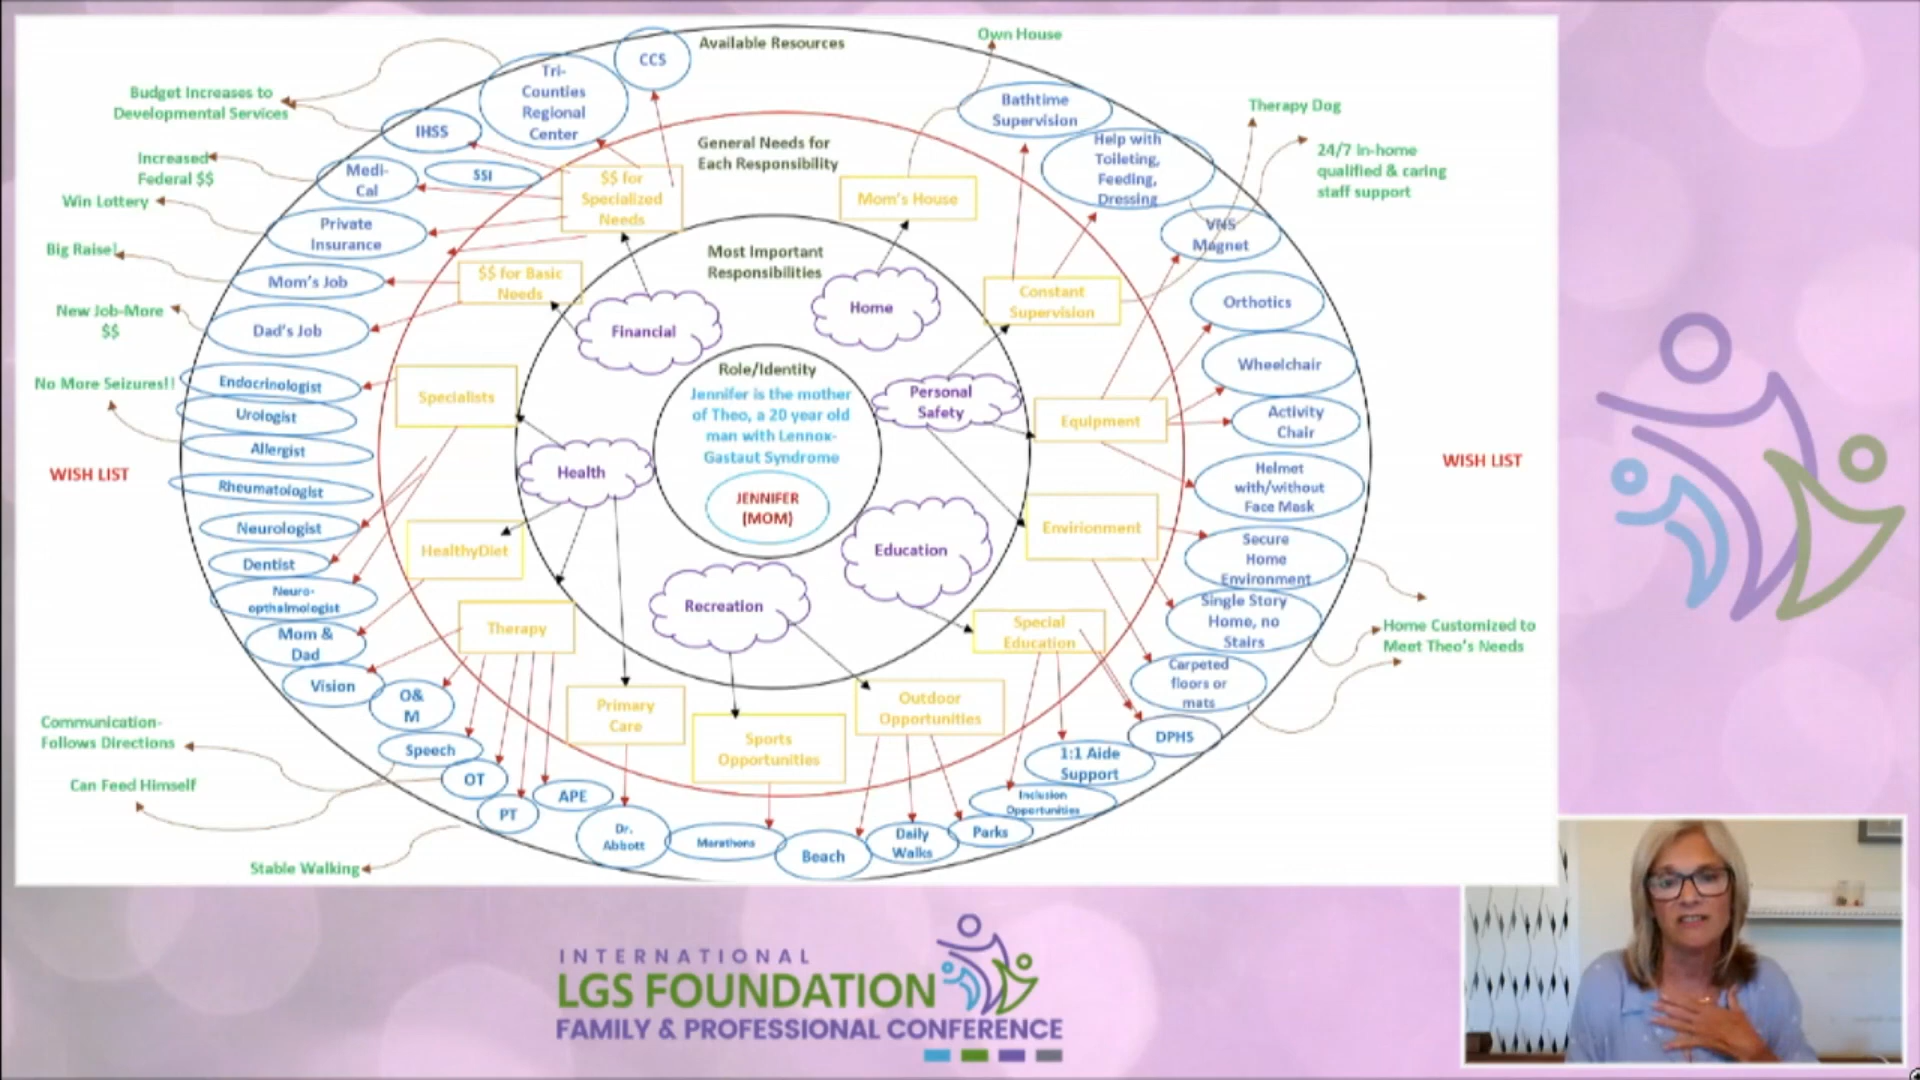 Available Resources
CCS
Tri-
Counties
Regional
Center
IHSS
SSI
Medi-
Cal
Private
Insurance
Mom's Job
Dad's Job
Endocrinologist
Urologist
Allergist
Rheumatologist
Neurologist
Dentist
Neuro-
opthalmologist
Mom &
Dad
Vision
O&
M
Speech
OT
PT
APE
Dr.
Abbott
Marathons
Beach
Daily
Walks
Parks
Inclusion
Opportunities
1:1 Aide
Support
DPHS
Carpeted
floors or
mats
Single Story
Home, no
Stairs
Secure
Home
Environment
Helmet
with/without
Face Mask
Activity
Chair
Wheelchair
Orthotics
VNS
Magnet
Help with
Toileting,
Feeding,
Dressing
Bathtime
Supervision
General Needs for
Each Responsibility
$$ for
Specialized
Needs
$$ for Basic
Needs
Specialists
HealthyDiet
Therapy
Primary
Care
Sports
Opportunities
Outdoor
Opportunities
Special
Education
Envirionment
Equipment
Constant
Supervision
Mom's House
Most Important
Responsibilities
Financial
Home
Personal
Safety
Education
Recreation
Health
Role/Identity
Jennifer is the mother
of Theo, a 20 year old
man with Lennox-
Gastaut Syndrome
JENNIFER
(MOM)
Budget Increases to
Developmental Services
Increased
Federal $$
Win Lottery
Big Raise!
New Job-More
$$
No More Seizures!!
WISH LIST
Communication-
Follows Directions
Can Feed Himself
Stable Walking
Own House
Therapy Dog
24/7 In-home
qualified & caring
staff support
WISH LIST
Home Customized to
Meet Theo's Needs
INTERNATIONAL
LGS FOUNDATION
FAMILY & PROFESSIONAL CONFERENCE